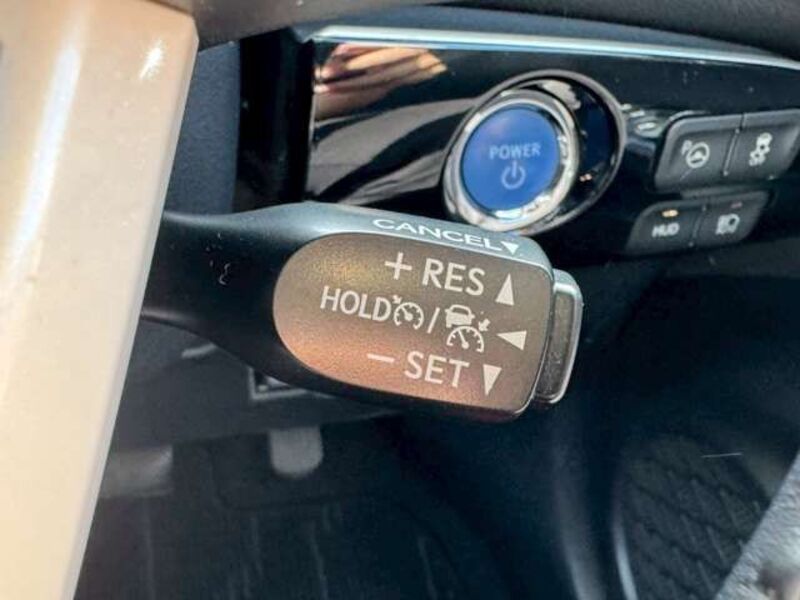 POWER
P
HUD
CANCEL▼
+ RES ▲
HOLD / ◀
− SET ▼